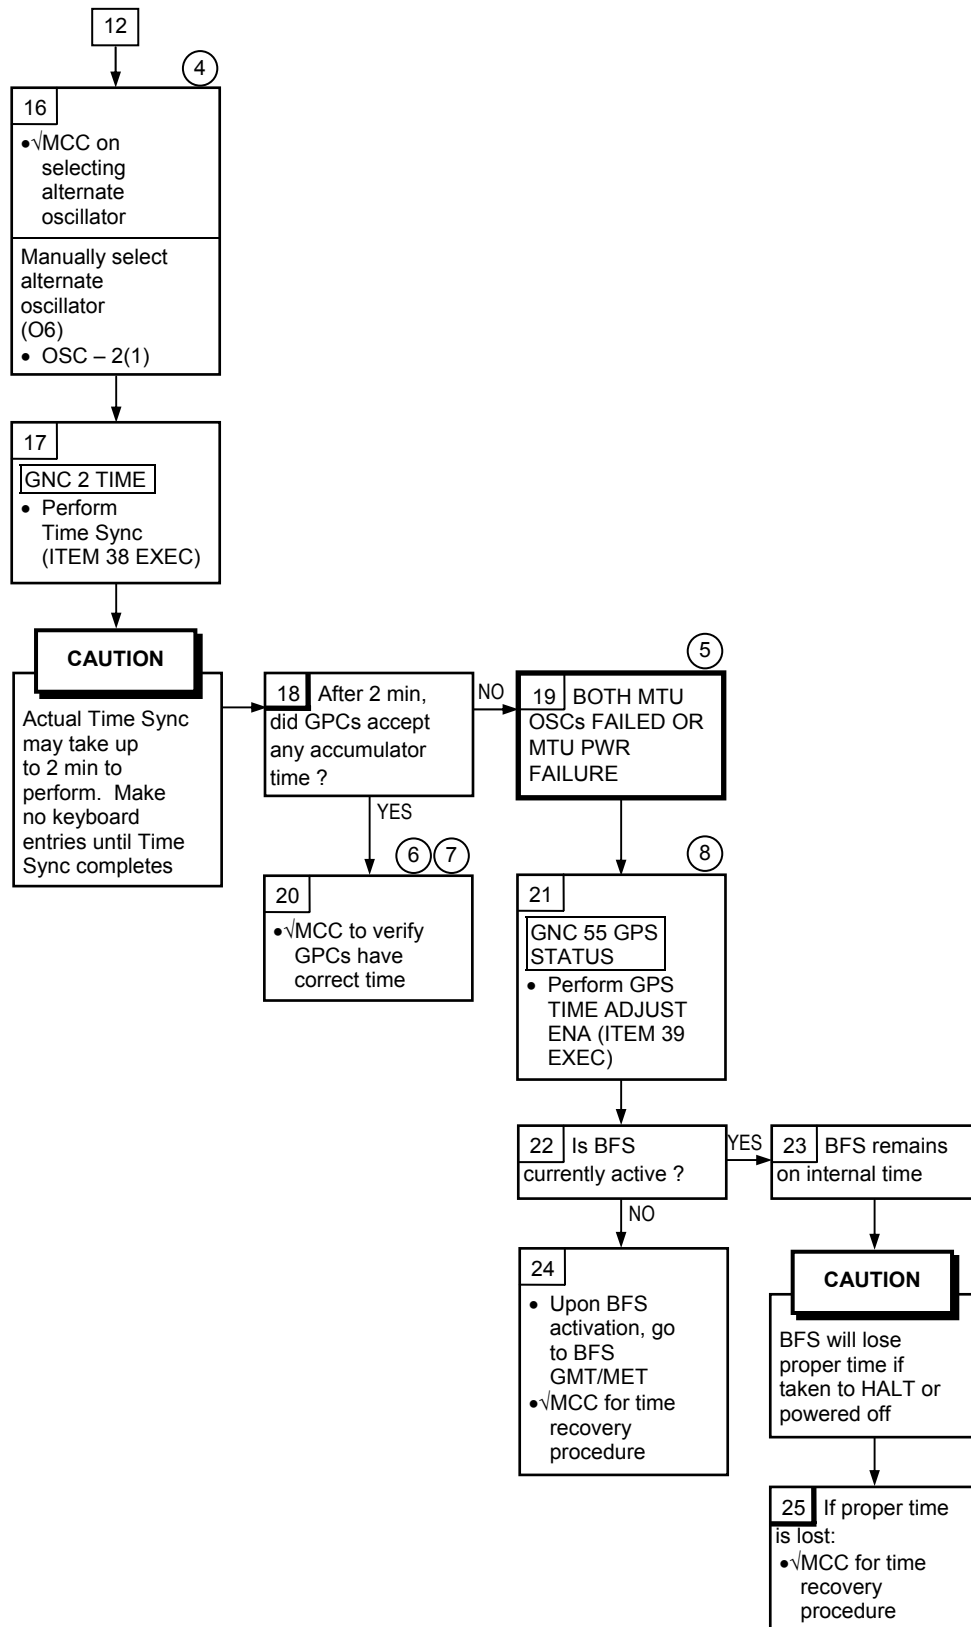 12
4
16
•√MCC on
selecting
alternate
oscillator
Manually select
alternate
oscillator
(O6)
• OSC – 2(1)
17
GNC 2 TIME
• Perform
Time Sync
(ITEM 38 EXEC)
CAUTION
Actual Time Sync
may take up
to 2 min to
perform. Make
no keyboard
entries until Time
Sync completes
18 After 2 min,
did GPCs accept
any accumulator
time ?
NO
YES
5
19 BOTH MTU
OSCs FAILED OR
MTU PWR
FAILURE
6 7
20
•√MCC to verify
GPCs have
correct time
8
21
GNC 55 GPS
STATUS
• Perform GPS
TIME ADJUST
ENA (ITEM 39
EXEC)
22 Is BFS
currently active ?
YES
NO
23 BFS remains
on internal time
24
• Upon BFS
activation, go
to BFS
GMT/MET
•√MCC for time
recovery
procedure
CAUTION
BFS will lose
proper time if
taken to HALT or
powered off
25 If proper time
is lost:
•√MCC for time
recovery
procedure